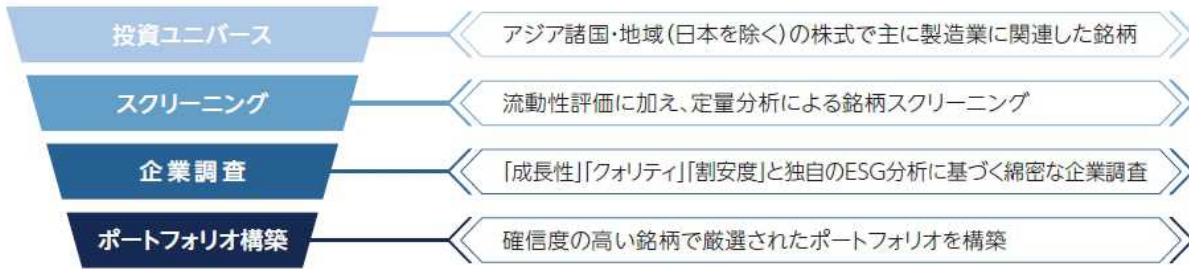 投資ユニバース
アジア諸国・地域(日本を除く)の株式で主に製造業に関連した銘柄
スクリーニング
流動性評価に加え、定量分析による銘柄スクリーニング
企業調査
「成長性」「クォリティ」「割安度」と独自のESG分析に基づく綿密な企業調査
ポートフォリオ構築
確信度の高い銘柄で厳選されたポートフォリオを構築